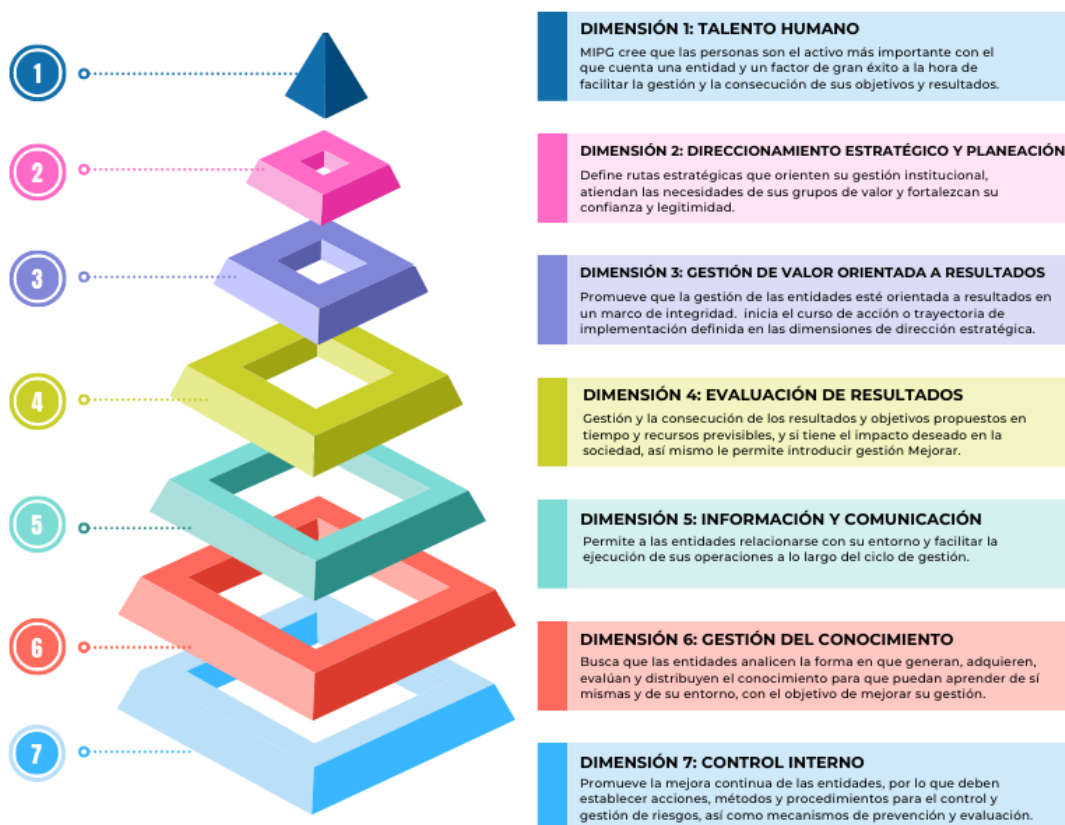 1
DIMENSIÓN 1: TALENTO HUMANO
MIPG cree que las personas son el activo más importante con el
que cuenta una entidad y un factor de gran éxito a la hora de
facilitar la gestión y la consecución de sus objetivos y resultados.
2
DIMENSIÓN 2: DIRECCIONAMIENTO ESTRATÉGICO Y PLANEACIÓN
Define rutas estratégicas que orienten su gestión institucional,
atiendan las necesidades de sus grupos de valor y fortalezcan su
confianza y legitimidad.
3
DIMENSIÓN 3: GESTIÓN DE VALOR ORIENTADA A RESULTADOS
Promueve que la gestión de las entidades esté orientada a resultados en
un marco de integridad. inicia el curso de acción o trayectoria de
implementación definida en las dimensiones de dirección estratégica.
4
DIMENSIÓN 4: EVALUACIÓN DE RESULTADOS
Gestión y la consecución de los resultados y objetivos propuestos en
tiempo y recursos previsibles, y si tiene el impacto deseado en la
sociedad, así mismo le permite introducir gestión Mejorar.
5
DIMENSIÓN 5: INFORMACIÓN Y COMUNICACIÓN
Permite a las entidades relacionarse con su entorno y facilitar la
ejecución de sus operaciones a lo largo del ciclo de gestión.
6
DIMENSIÓN 6: GESTIÓN DEL CONOCIMIENTO
Busca que las entidades analicen la forma en que generan, adquieren,
evalúan y distribuyen el conocimiento para que puedan aprender de sí
mismas y de su entorno, con el objetivo de mejorar su gestión.
7
DIMENSIÓN 7: CONTROL INTERNO
Promueve la mejora continua de las entidades, por lo que deben
establecer acciones, métodos y procedimientos para el control y
gestión de riesgos, así como mecanismos de prevención y evaluación.